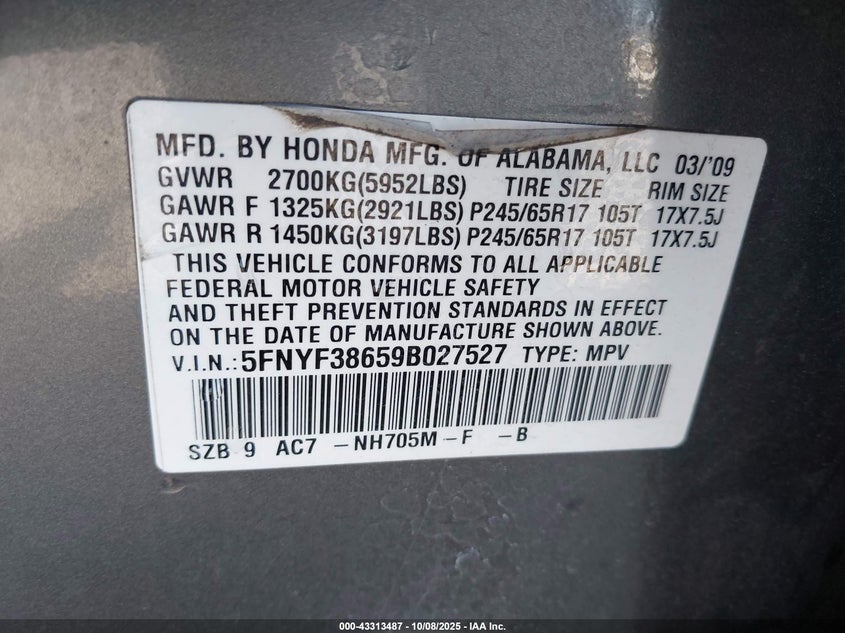 MFD. BY HONDA MFG. OF ALABAMA, LLC 03/'09
GVWR 2700KG(5952LBS) TIRE SIZE RIM SIZE
GAWR F 1325KG(2921LBS) P245/65R17 105T 17X7.5J
GAWR R 1450KG(3197LBS) P245/65R17 105T 17X7.5J
THIS VEHICLE CONFORMS TO ALL APPLICABLE
FEDERAL MOTOR VEHICLE SAFETY
AND THEFT PREVENTION STANDARDS IN EFFECT
ON THE DATE OF MANUFACTURE SHOWN ABOVE.
V.I.N.:5FNYF38659B027527 TYPE: MPV
SZB 9 AC7 -NH705M-F -B
000-43313487 - 10/08/2025 - IAA Inc.